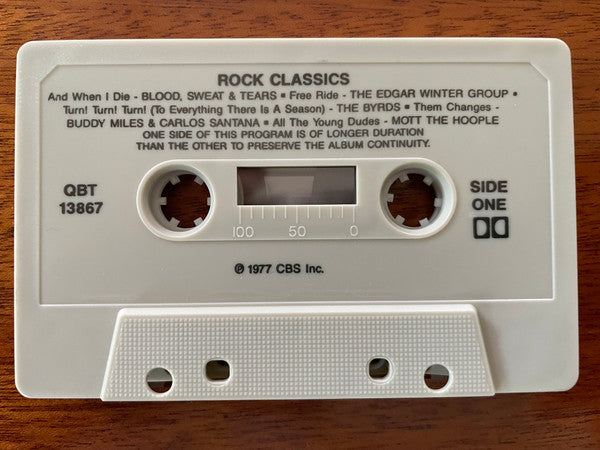 ROCK CLASSICS
And When I Die - BLOOD, SWEAT & TEARS • Free Ride - THE EDGAR WINTER GROUP •
Turn! Turn! Turn! (To Everything There Is A Season) - THE BYRDS • Them Changes -
BUDDY MILES & CARLOS SANTANA • All The Young Dudes - MOTT THE HOOPLE
ONE SIDE OF THIS PROGRAM IS OF LONGER DURATION
THAN THE OTHER TO PRESERVE THE ALBUM CONTINUITY.
QBT
13867
SIDE
ONE
100 50 0
℗ 1977 CBS Inc.